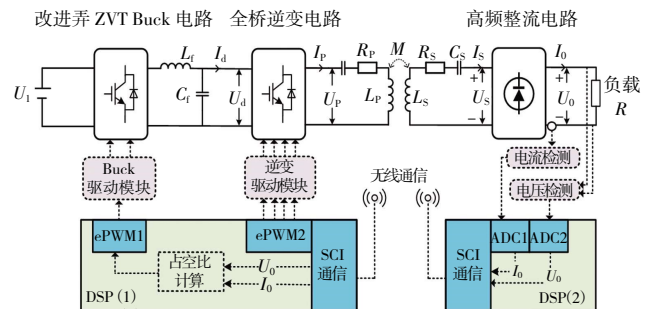 改进弄 ZVT Buck 电路 全桥逆变电路 高频整流电路
Lf Id IP RP M RS CS IS I0
U1 Cf Ud UP LP LS US U0 负载
+ + R
− −
Buck
驱动模块
逆变
驱动模块
无线通信
电流检测
电压检测
ePWM1 ePWM2 ADC1 ADC2
占空比
计算
U0
I0
SCI
通信
SCI
通信
I0 U0
DSP (1) DSP(2)